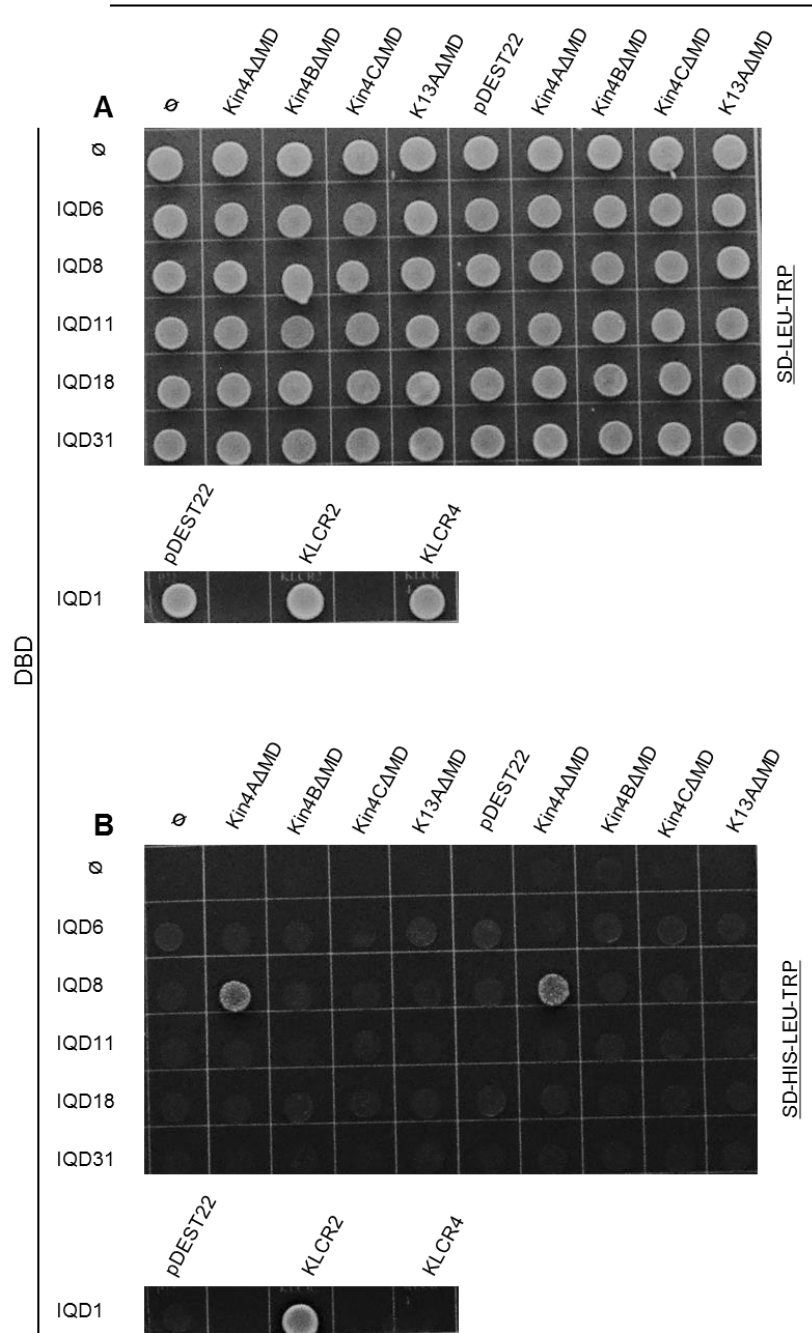 A
ø Kin4AΔMD Kin4BΔMD Kin4CΔMD K13AΔMD pDEST22 Kin4AΔMD Kin4BΔMD Kin4CΔMD K13AΔMD
ø
IQD6
IQD8
IQD11
IQD18
IQD31
SD-LEU-TRP
pDEST22 KLCR2 KLCR4
IQD1
DBD
B
ø Kin4AΔMD Kin4BΔMD Kin4CΔMD K13AΔMD pDEST22 Kin4AΔMD Kin4BΔMD Kin4CΔMD K13AΔMD
ø
IQD6
IQD8
IQD11
IQD18
IQD31
SD-HIS-LEU-TRP
pDEST22 KLCR2 KLCR4
IQD1